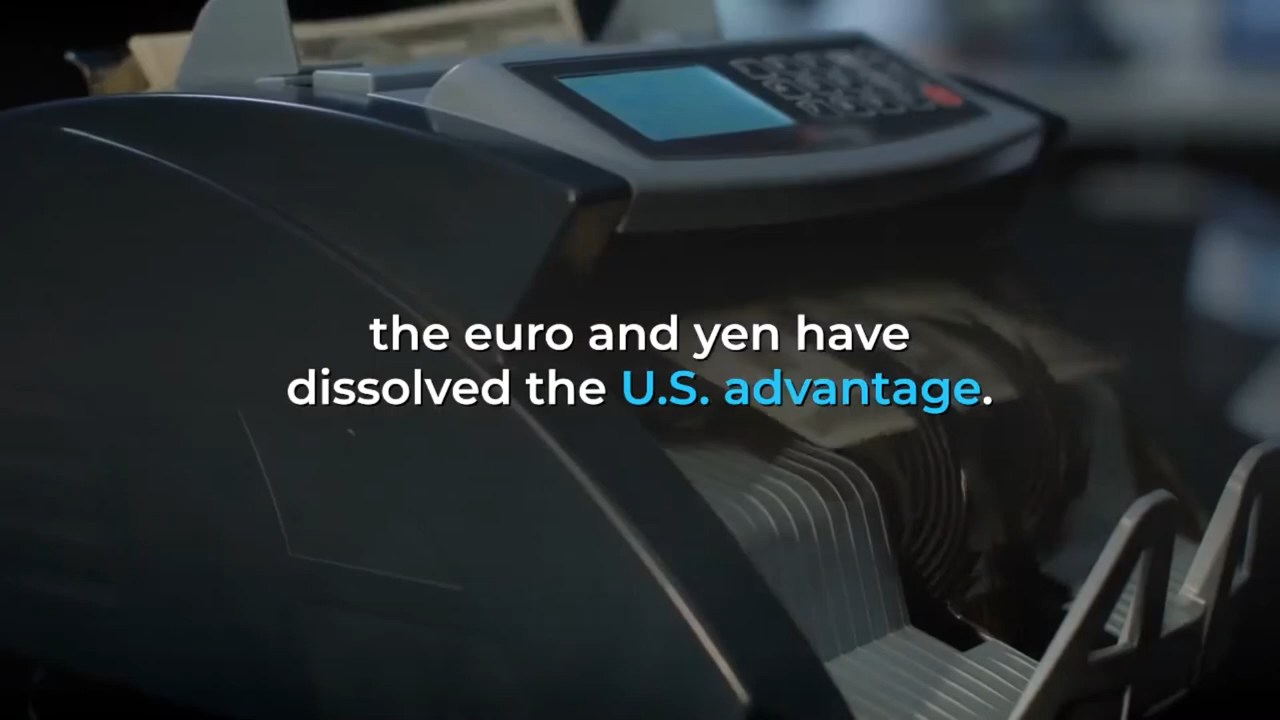 the euro and yen have
dissolved the U.S. advantage.